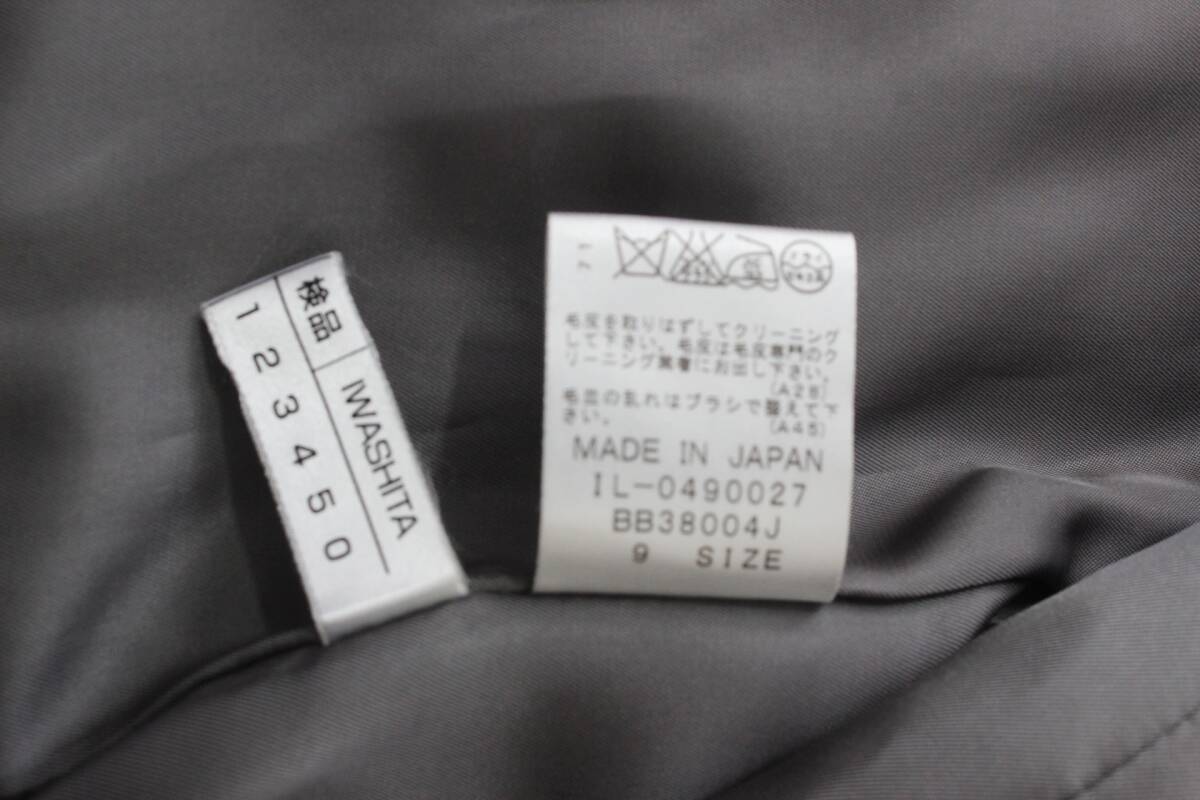 検品 IWASHITA
1 2 3 4 5 0
毛皮を取りはずしてクリーニング
して下さい。毛皮は毛皮専門のク
リーニング業者にお出し下さい。
(A28)
毛皿の乱れはブラシで整えて下
さい。
(A45)
MADE IN JAPAN
IL-0490027
BB38004J
9 SIZE